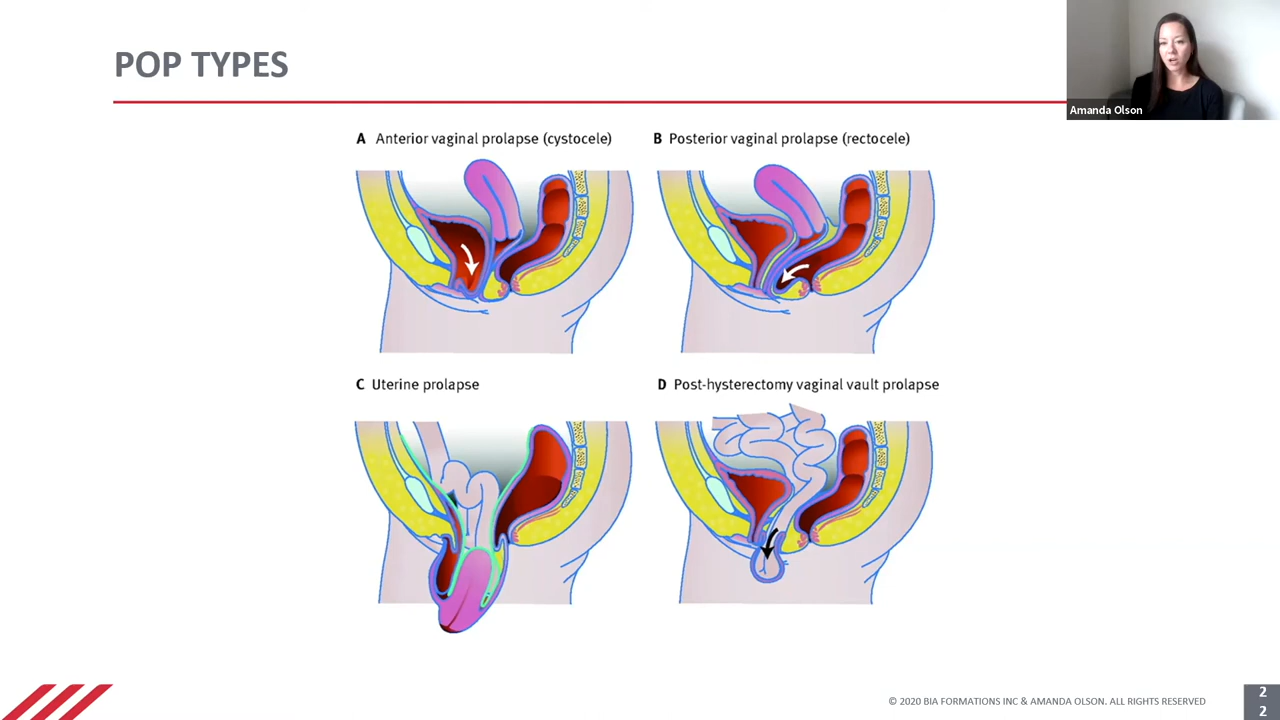 POP TYPES
Amanda Olson
A Anterior vaginal prolapse (cystocele)
B Posterior vaginal prolapse (rectocele)
C Uterine prolapse
D Post-hysterectomy vaginal vault prolapse
© 2020 BIA FORMATIONS INC & AMANDA OLSON. ALL RIGHTS RESERVED
2
2